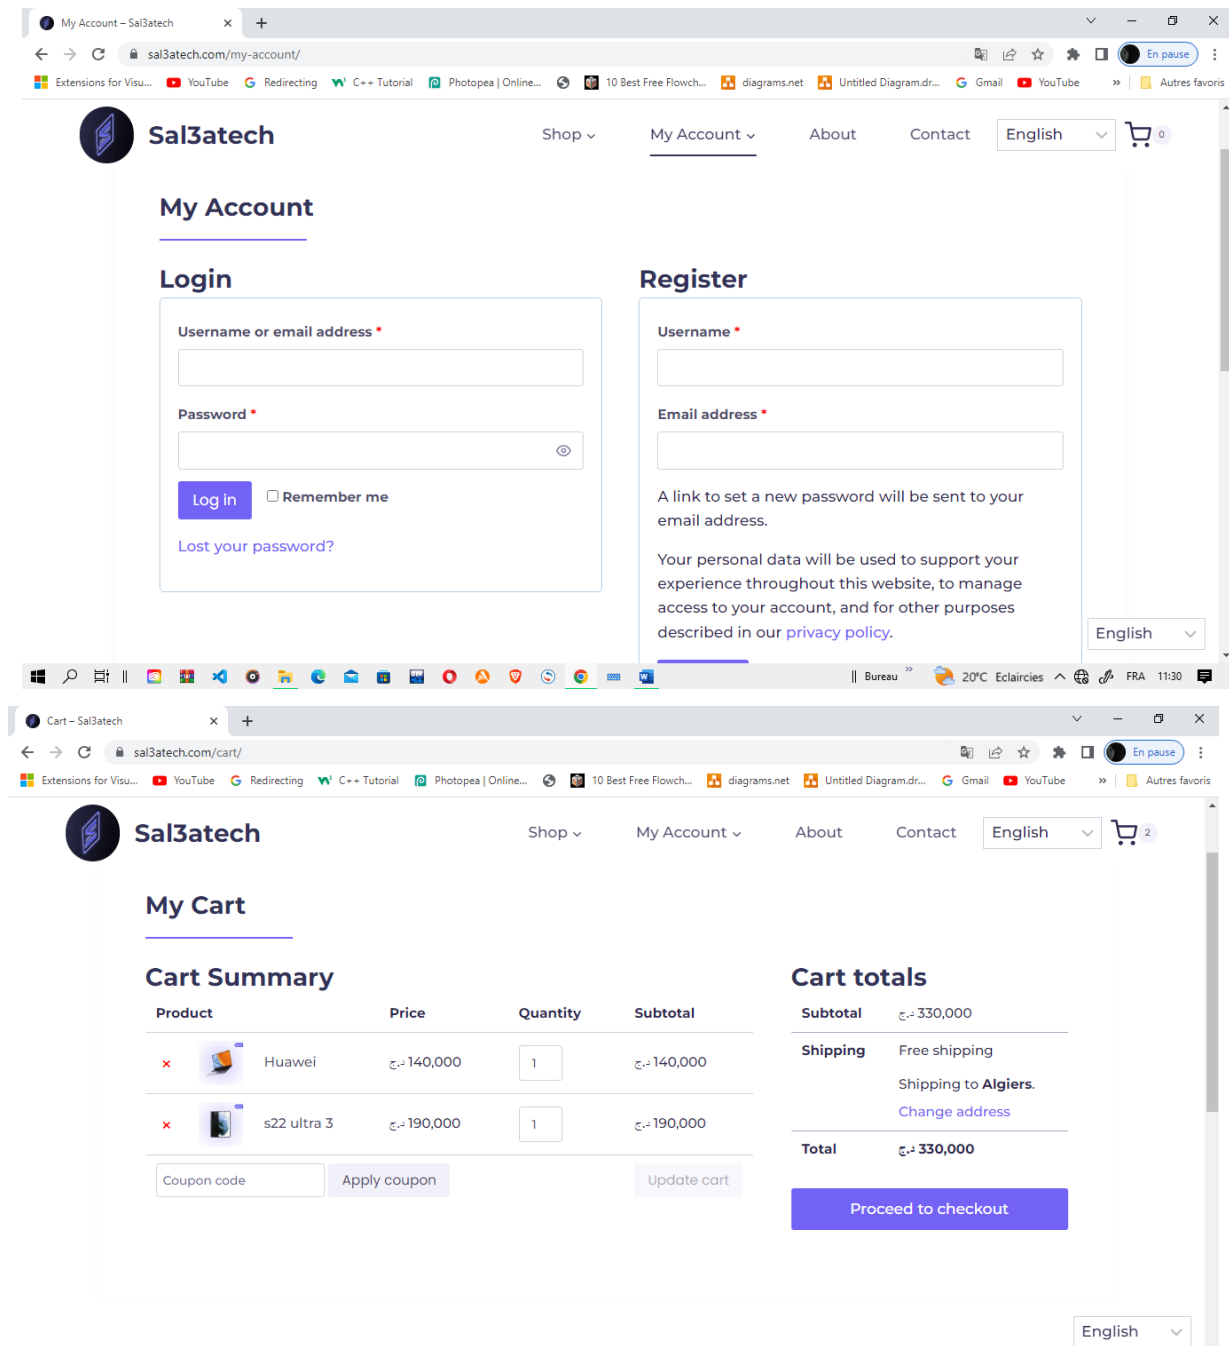 My Account – Sal3atech
sal3atech.com/my-account/
En pause
Extensions for Visu... YouTube Redirecting C++ Tutorial Photopea | Online... 10 Best Free Flowch... diagrams.net Untitled Diagram.dr... Gmail YouTube » Autres favoris
Sal3atech Shop My Account About Contact English 0
My Account
Login
Username or email address *
Password *
Log in Remember me
Lost your password?
Register
Username *
Email address *
A link to set a new password will be sent to your
email address.
Your personal data will be used to support your
experience throughout this website, to manage
access to your account, and for other purposes
described in our privacy policy.
English
Bureau » 20°C Eclaircies FRA 11:30
Cart – Sal3atech
sal3atech.com/cart/
En pause
Extensions for Visu... YouTube Redirecting C++ Tutorial Photopea | Online... 10 Best Free Flowch... diagrams.net Untitled Diagram.dr... Gmail YouTube » Autres favoris
Sal3atech Shop My Account About Contact English 2
My Cart
Cart Summary
Product Price Quantity Subtotal
× Huawei د.ج 140,000 1 د.ج 140,000
× s22 ultra 3 د.ج 190,000 1 د.ج 190,000
Coupon code Apply coupon Update cart
Cart totals
Subtotal د.ج 330,000
Shipping Free shipping
Shipping to Algiers.
Change address
Total د.ج 330,000
Proceed to checkout
English